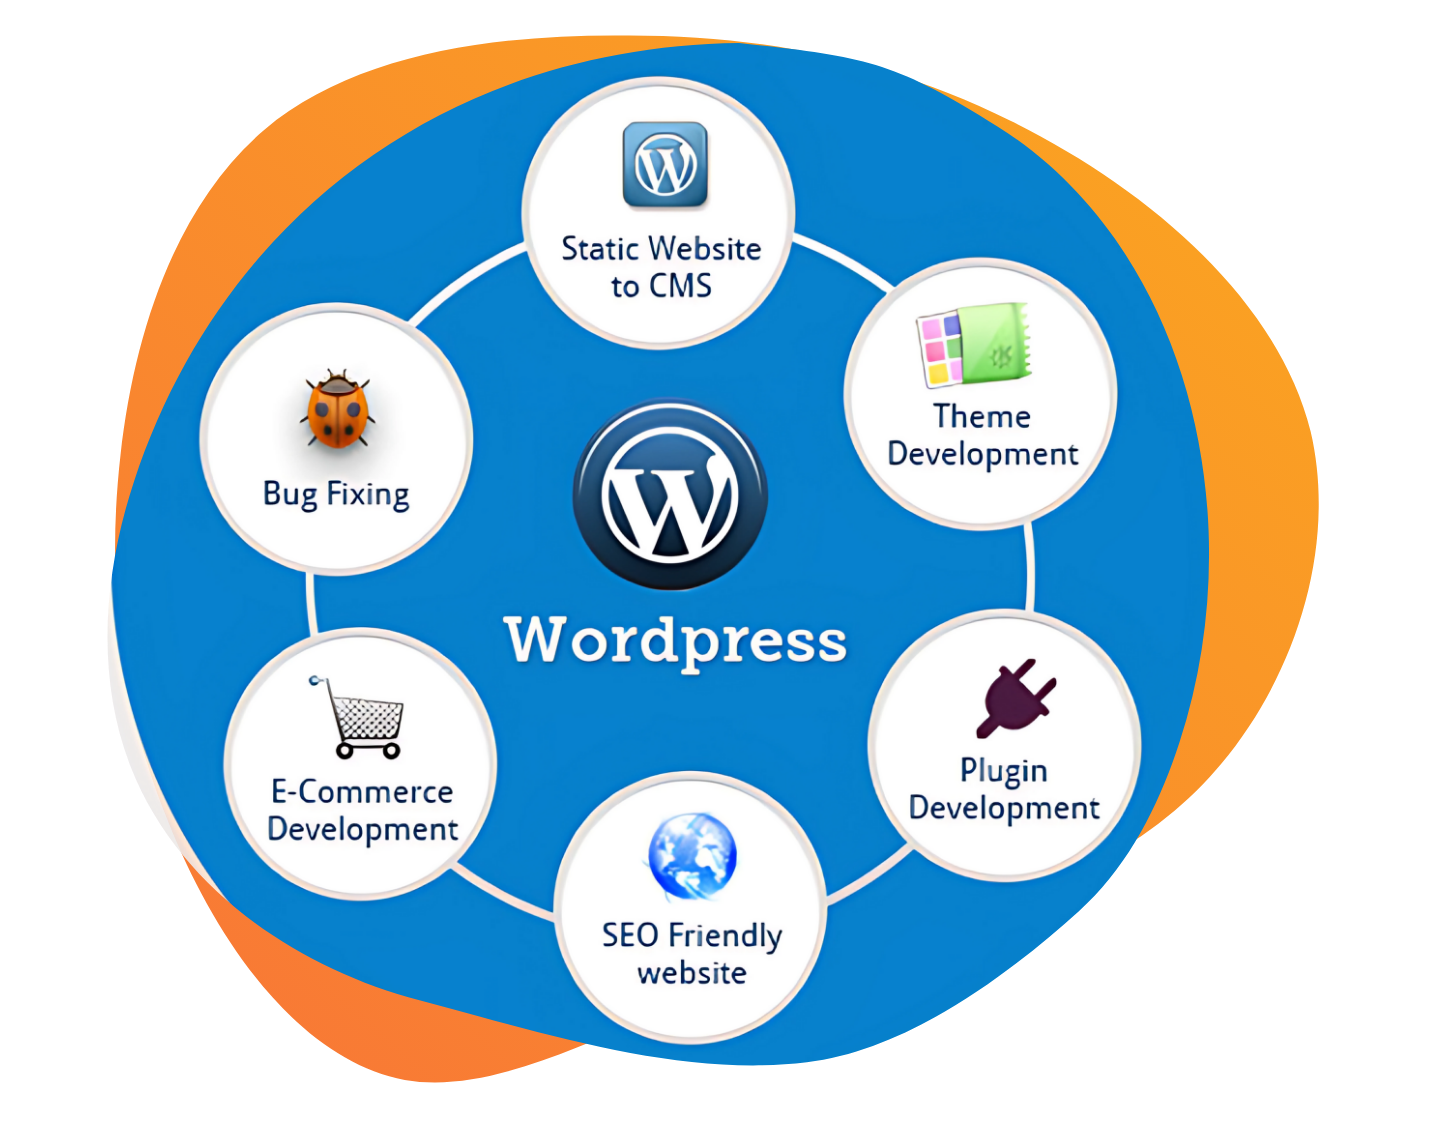 Static Website
to CMS
Theme
Development
Bug Fixing
Wordpress
Plugin
Development
E-Commerce
Development
SEO Friendly
website